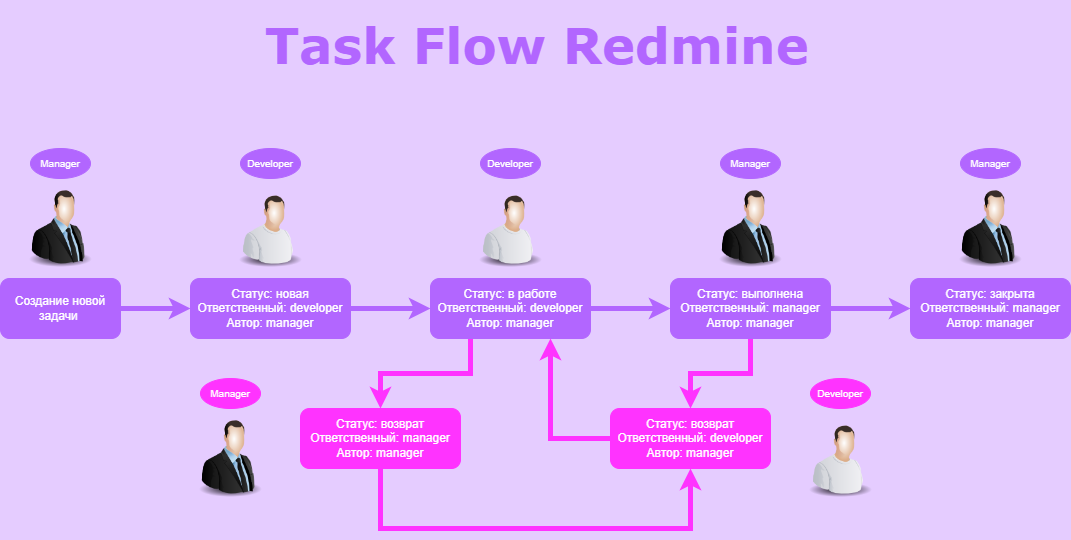 Task Flow Redmine
Manager
Developer
Developer
Manager
Manager
Создание новой
задачи
Статус: новая
Ответственный: developer
Автор: manager
Статус: в работе
Ответственный: developer
Автор: manager
Статус: выполнена
Ответственный: manager
Автор: manager
Статус: закрыта
Ответственный: manager
Автор: manager
Manager
Статус: возврат
Ответственный: manager
Автор: manager
Статус: возврат
Ответственный: developer
Автор: manager
Developer